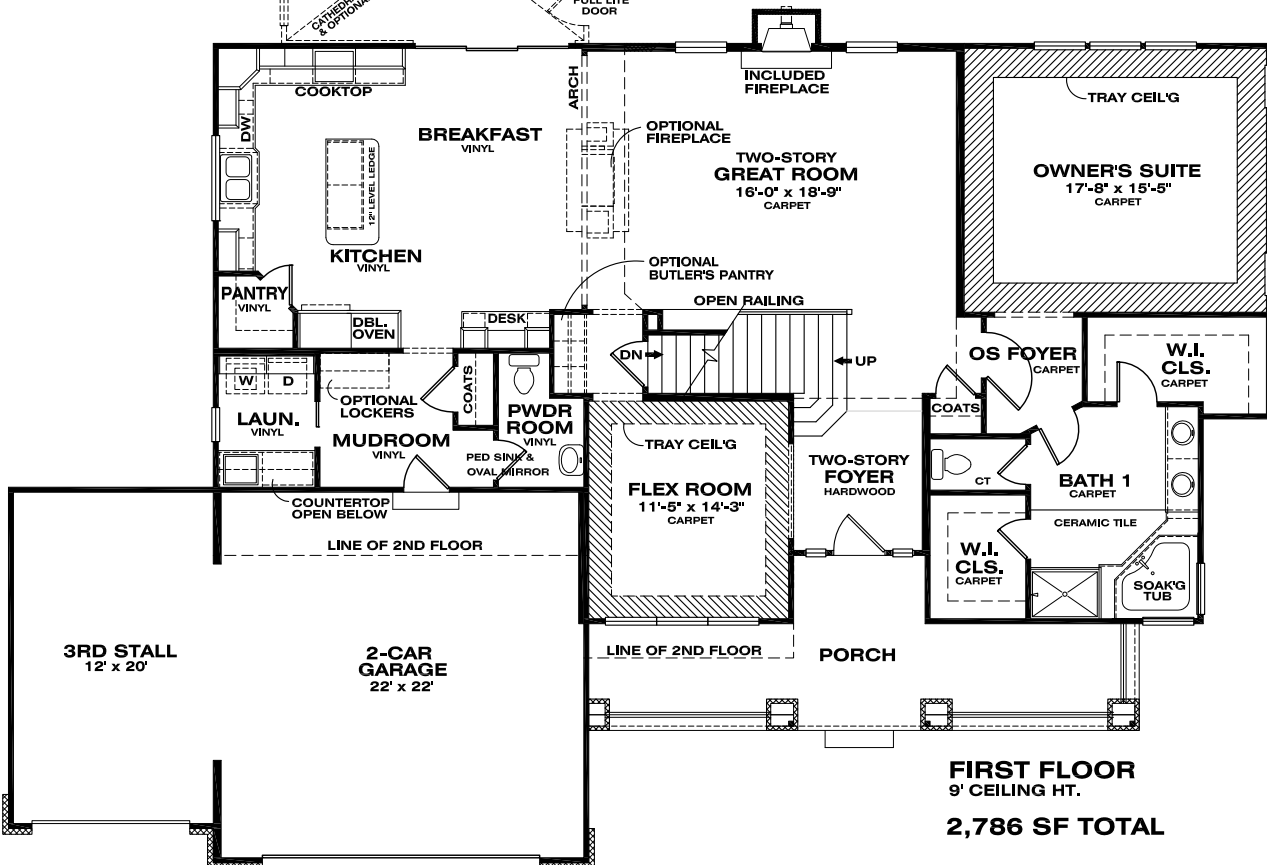 CATHEDR
& OPTIONA
FULL LITE
DOOR
COOKTOP
DW
BREAKFAST
VINYL
ARCH
12" LEVEL LEDGE
KITCHEN
VINYL
PANTRY
VINYL
DBL.
OVEN
DESK
INCLUDED
FIREPLACE
OPTIONAL
FIREPLACE
TWO-STORY
GREAT ROOM
16'-0" x 18'-9"
CARPET
OPTIONAL
BUTLER'S PANTRY
OPEN RAILING
DN
UP
TRAY CEIL'G
OWNER'S SUITE
17'-8" x 15'-5"
CARPET
OS FOYER
CARPET
W.I.
CLS.
CARPET
COATS
W
D
LAUN.
VINYL
OPTIONAL
LOCKERS
COATS
MUDROOM
VINYL
PWDR
ROOM
VINYL
PED SINK &
OVAL MIRROR
COUNTERTOP
OPEN BELOW
LINE OF 2ND FLOOR
TRAY CEIL'G
FLEX ROOM
11'-5" x 14'-3"
CARPET
TWO-STORY
FOYER
HARDWOOD
CT
BATH 1
CARPET
CERAMIC TILE
W.I.
CLS.
CARPET
SOAK'G
TUB
3RD STALL
12' x 20'
2-CAR
GARAGE
22' x 22'
LINE OF 2ND FLOOR
PORCH
FIRST FLOOR
9' CEILING HT.
2,786 SF TOTAL